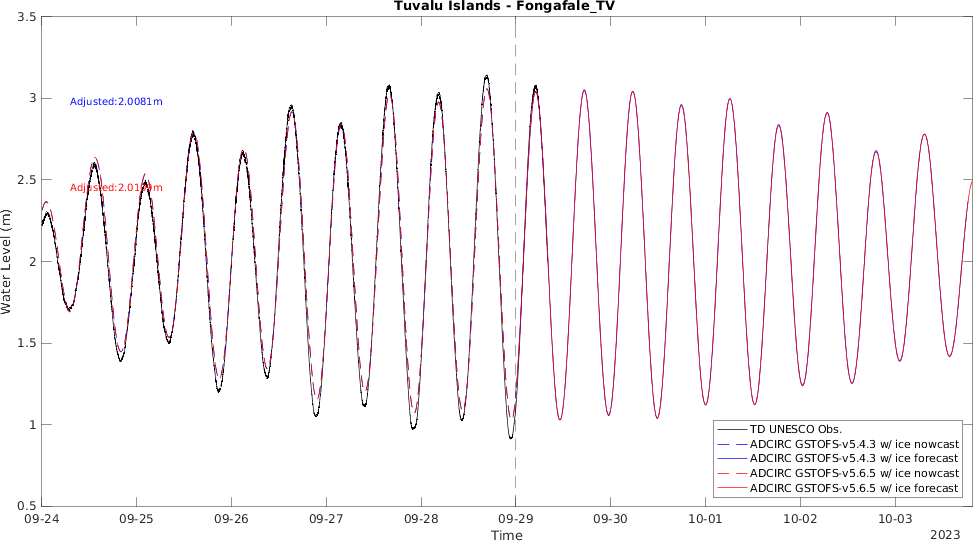 Tuvalu Islands - Fongafale_TV
3.5
3
2.5
2
1.5
1
0.5
Water Level (m)
Adjusted:2.0081m
TD UNESCO Obs.
ADCIRC GSTOFS-v5.4.3 w/ ice nowcast
ADCIRC GSTOFS-v5.4.3 w/ ice forecast
ADCIRC GSTOFS-v5.6.5 w/ ice nowcast
ADCIRC GSTOFS-v5.6.5 w/ ice forecast
09-24 09-25 09-26 09-27 09-28 09-29 09-30 10-01 10-02 10-03
Time
2023